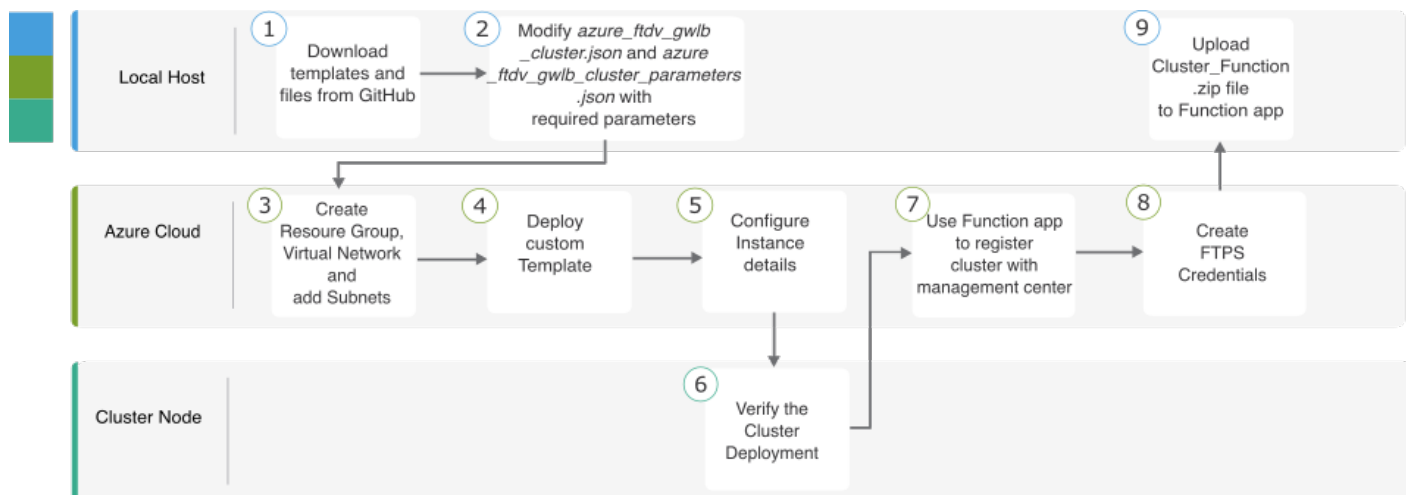 1
Download
templates and
files from GitHub
2
Modify azure_ftdv_gwlb
_cluster.json and azure
_ftdv_gwlb_cluster_parameters
.json with
required parameters
9
Upload
Cluster_Function
.zip file
to Function app
Local Host
3
Create
Resoure Group,
Virtual Network
and
add Subnets
4
Deploy
custom
Template
5
Configure
Instance
details
7
Use Function app
to register
cluster with
management center
8
Create
FTPS
Credentials
Azure Cloud
6
Verify the
Cluster
Deployment
Cluster Node